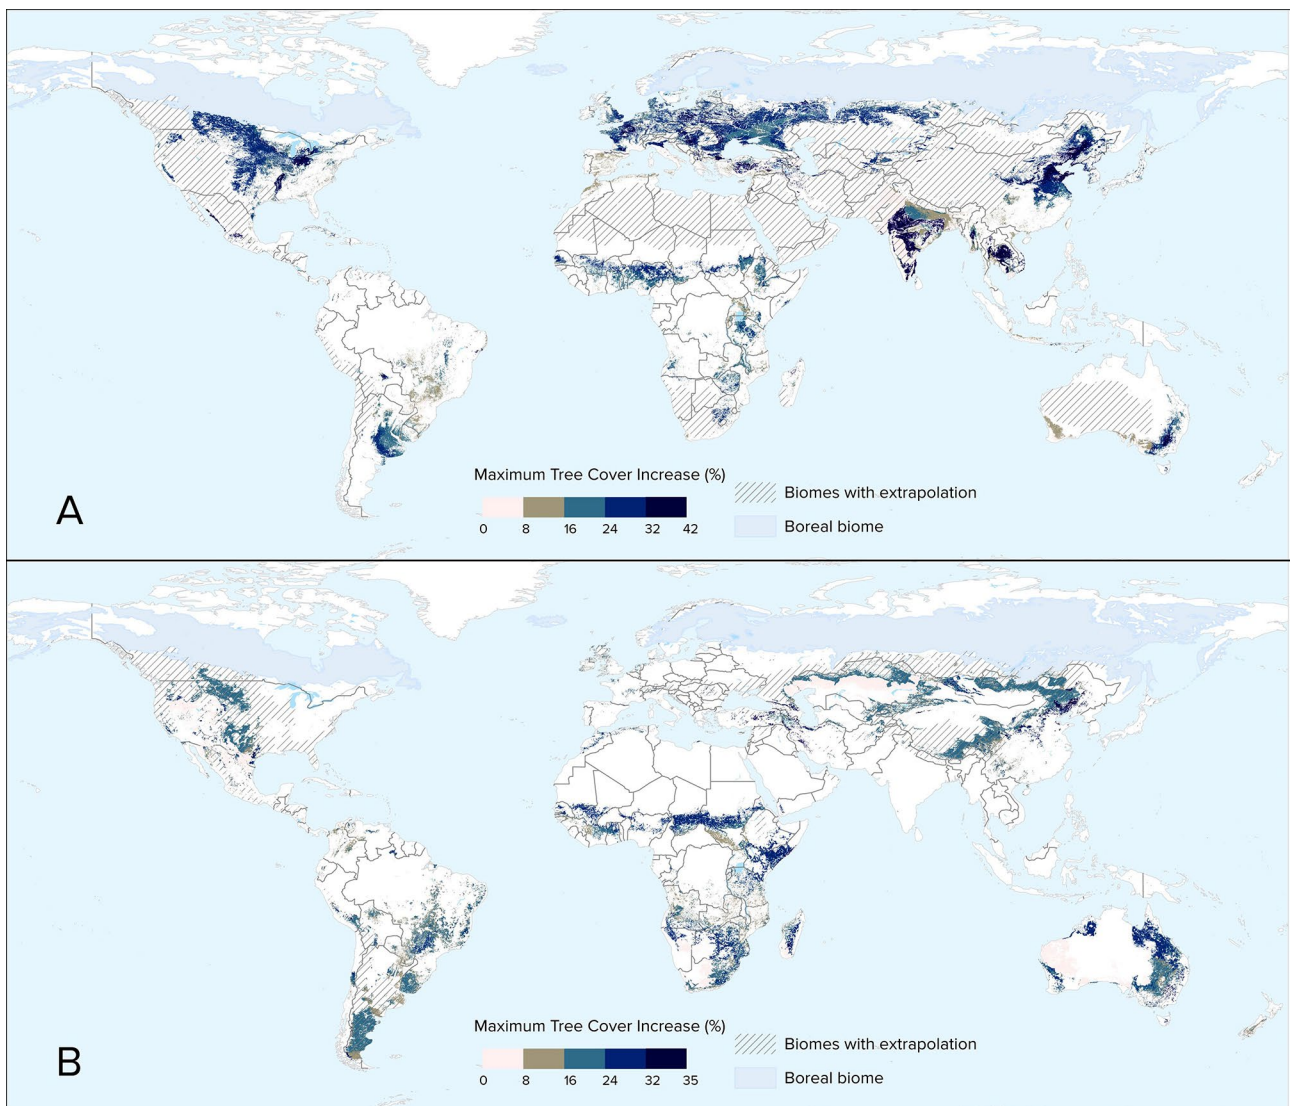 Maximum Tree Cover Increase (%)
Biomes with extrapolation
0 8 16 24 32 42
Boreal biome
A
Maximum Tree Cover Increase (%)
Biomes with extrapolation
0 8 16 24 32 35
Boreal biome
B